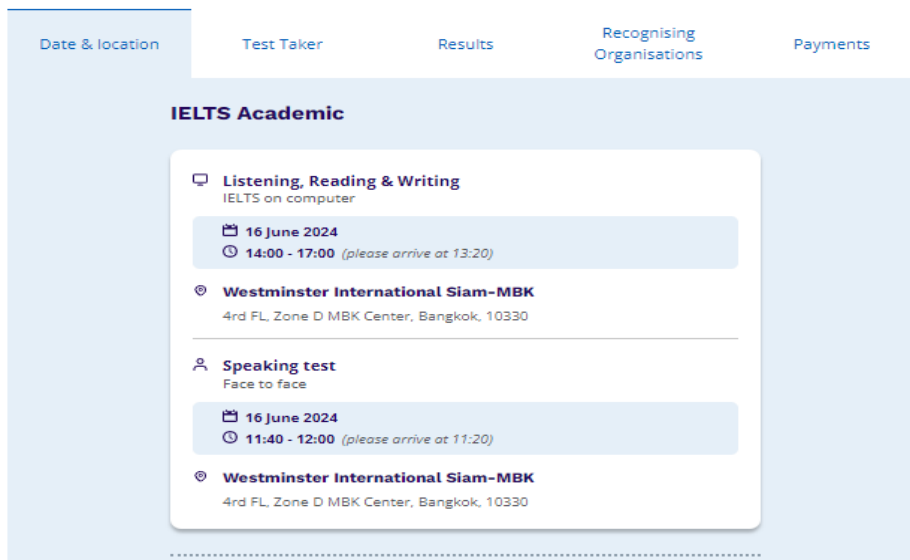 Date & location
Test Taker
Results
Recognising
Organisations
Payments
IELTS Academic
Listening, Reading & Writing
IELTS on computer
16 June 2024
14:00 - 17:00 (please arrive at 13:20)
Westminster International Siam-MBK
4rd FL, Zone D MBK Center, Bangkok, 10330
Speaking test
Face to face
16 June 2024
11:40 - 12:00 (please arrive at 11:20)
Westminster International Siam-MBK
4rd FL, Zone D MBK Center, Bangkok, 10330